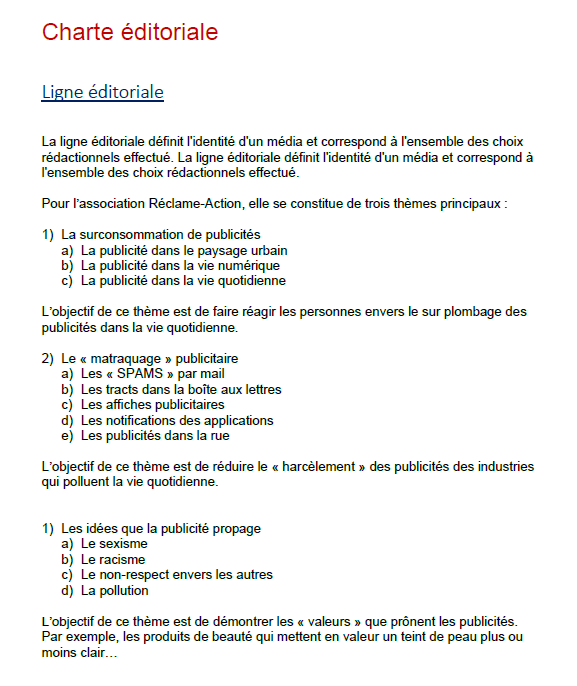 Charte éditoriale
Ligne éditoriale
La ligne éditoriale définit l'identité d'un média et correspond à l'ensemble des choix
rédactionnels effectué. La ligne éditoriale définit l'identité d'un média et correspond à
l'ensemble des choix rédactionnels effectué.
Pour l'association Réclame-Action, elle se constitue de trois thèmes principaux :
1) La surconsommation de publicités
a) La publicité dans le paysage urbain
b) La publicité dans la vie numérique
c) La publicité dans la vie quotidienne
L'objectif de ce thème est de faire réagir les personnes envers le sur plombage des
publicités dans la vie quotidienne.
2) Le « matraquage » publicitaire
a) Les « SPAMS » par mail
b) Les tracts dans la boîte aux lettres
c) Les affiches publicitaires
d) Les notifications des applications
e) Les publicités dans la rue
L'objectif de ce thème est de réduire le « harcèlement » des publicités des industries
qui polluent la vie quotidienne.
1) Les idées que la publicité propage
a) Le sexisme
b) Le racisme
c) Le non-respect envers les autres
d) La pollution
L'objectif de ce thème est de démontrer les « valeurs » que prônent les publicités.
Par exemple, les produits de beauté qui mettent en valeur un teint de peau plus ou
moins clair…